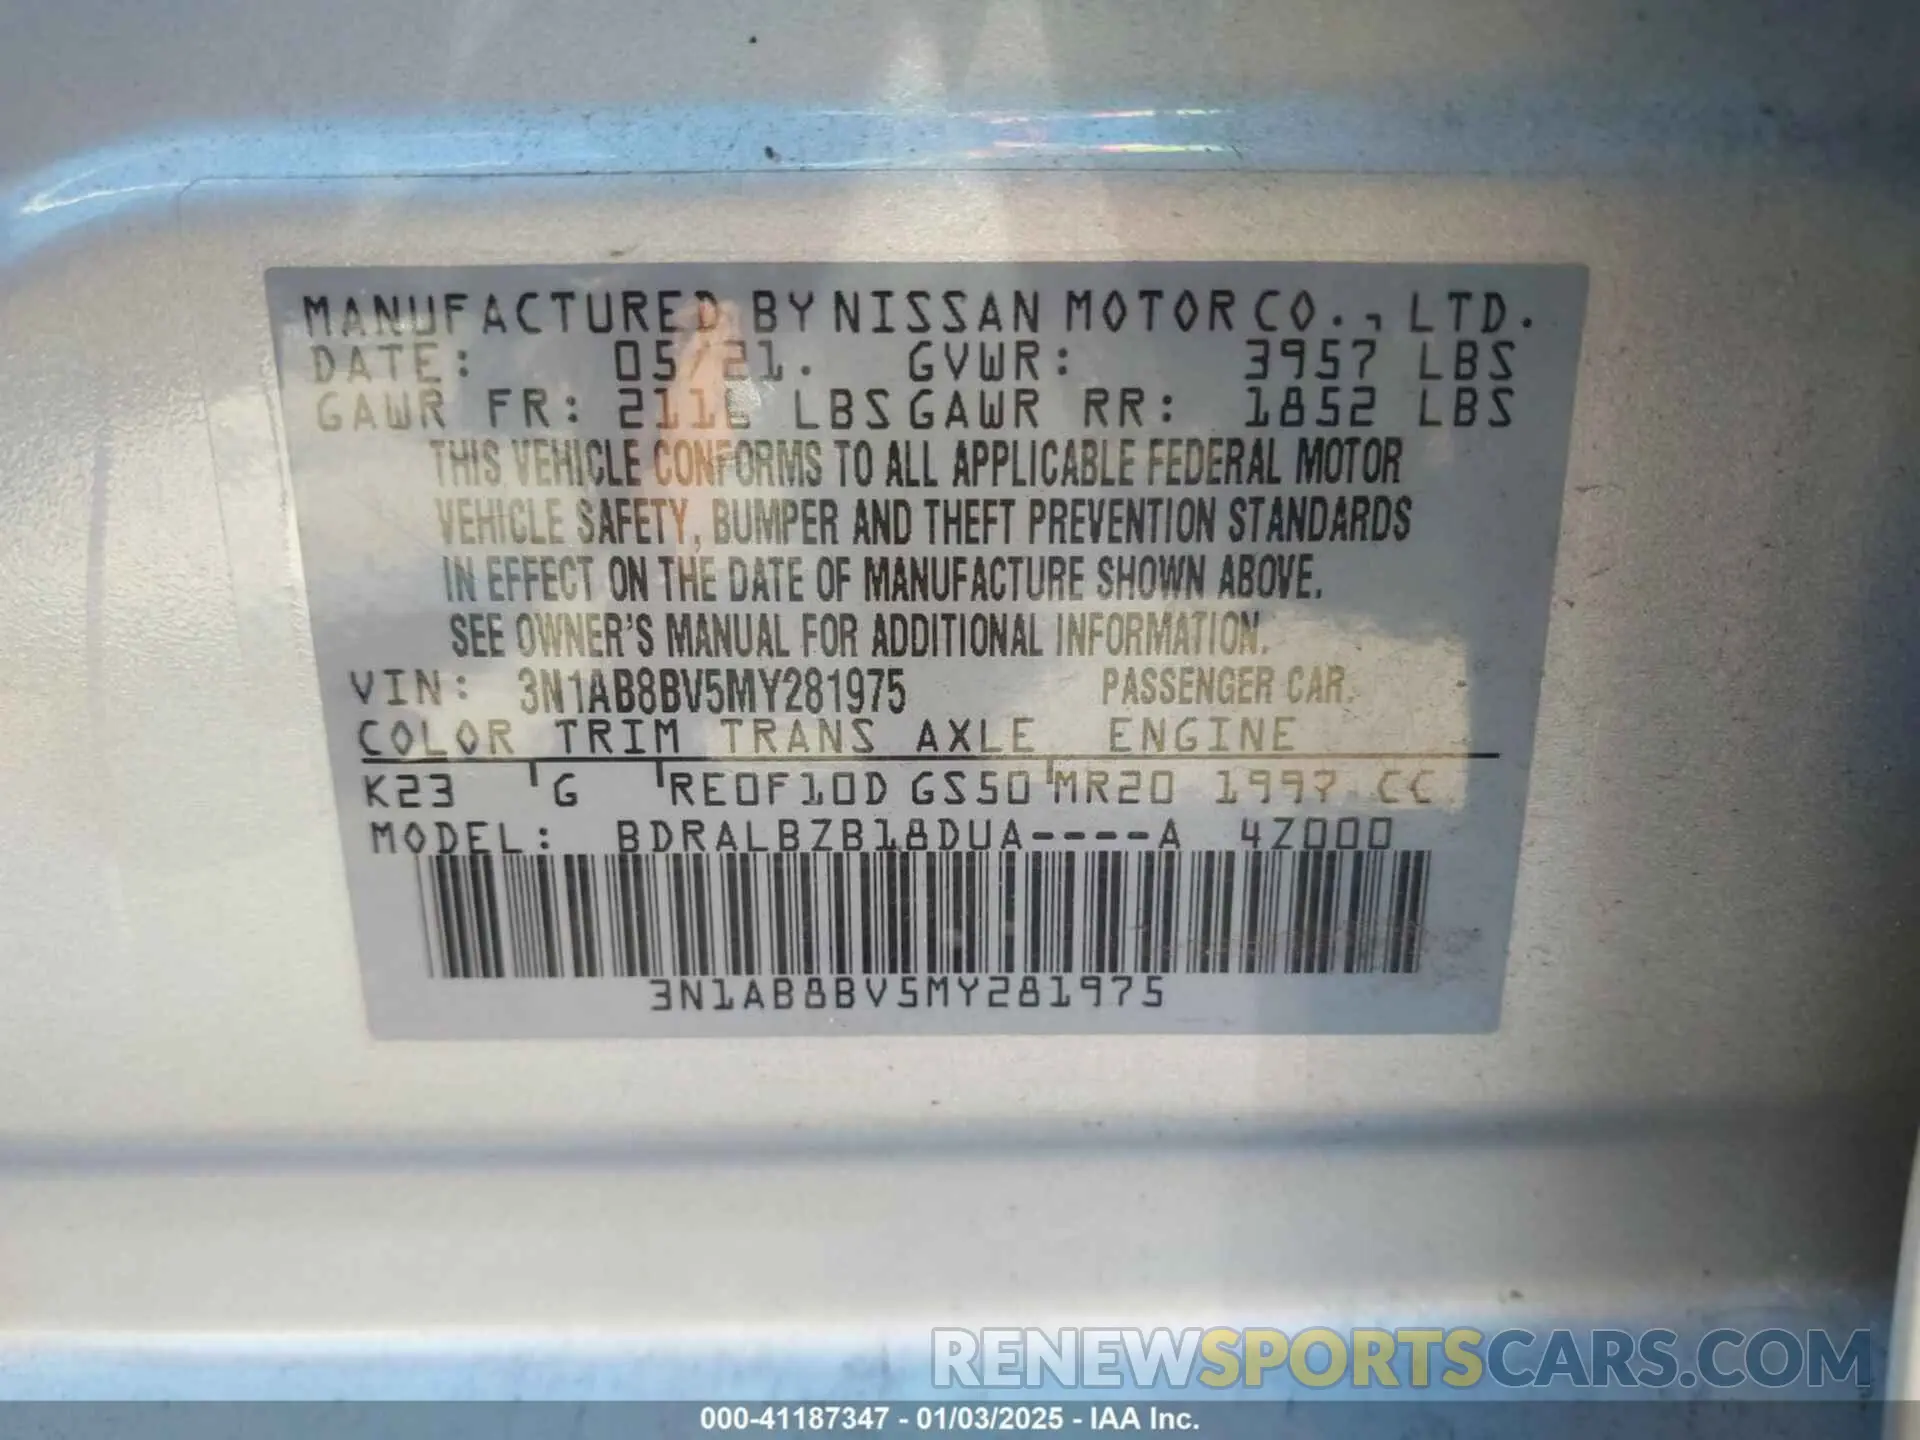 MANUFACTURED BY NISSAN MOTOR CO., LTD.
DATE: 05/21. GVWR: 3957 LBS
GAWR FR: 2116 LBS GAWR RR: 1852 LBS
THIS VEHICLE CONFORMS TO ALL APPLICABLE FEDERAL MOTOR
VEHICLE SAFETY, BUMPER AND THEFT PREVENTION STANDARDS
IN EFFECT ON THE DATE OF MANUFACTURE SHOWN ABOVE.
SEE OWNER'S MANUAL FOR ADDITIONAL INFORMATION.
VIN: 3N1AB8BV5MY281975 PASSENGER CAR.
COLOR TRIM TRANS AXLE ENGINE
K23 G RE0F10D GS50 MR20 1997 CC
MODEL: BDRALBZB18DUA----A 4Z000
3N1AB8BV5MY281975
RENEWSPORTSCARS.COM
000-41187347 - 01/03/2025 - IAA Inc.